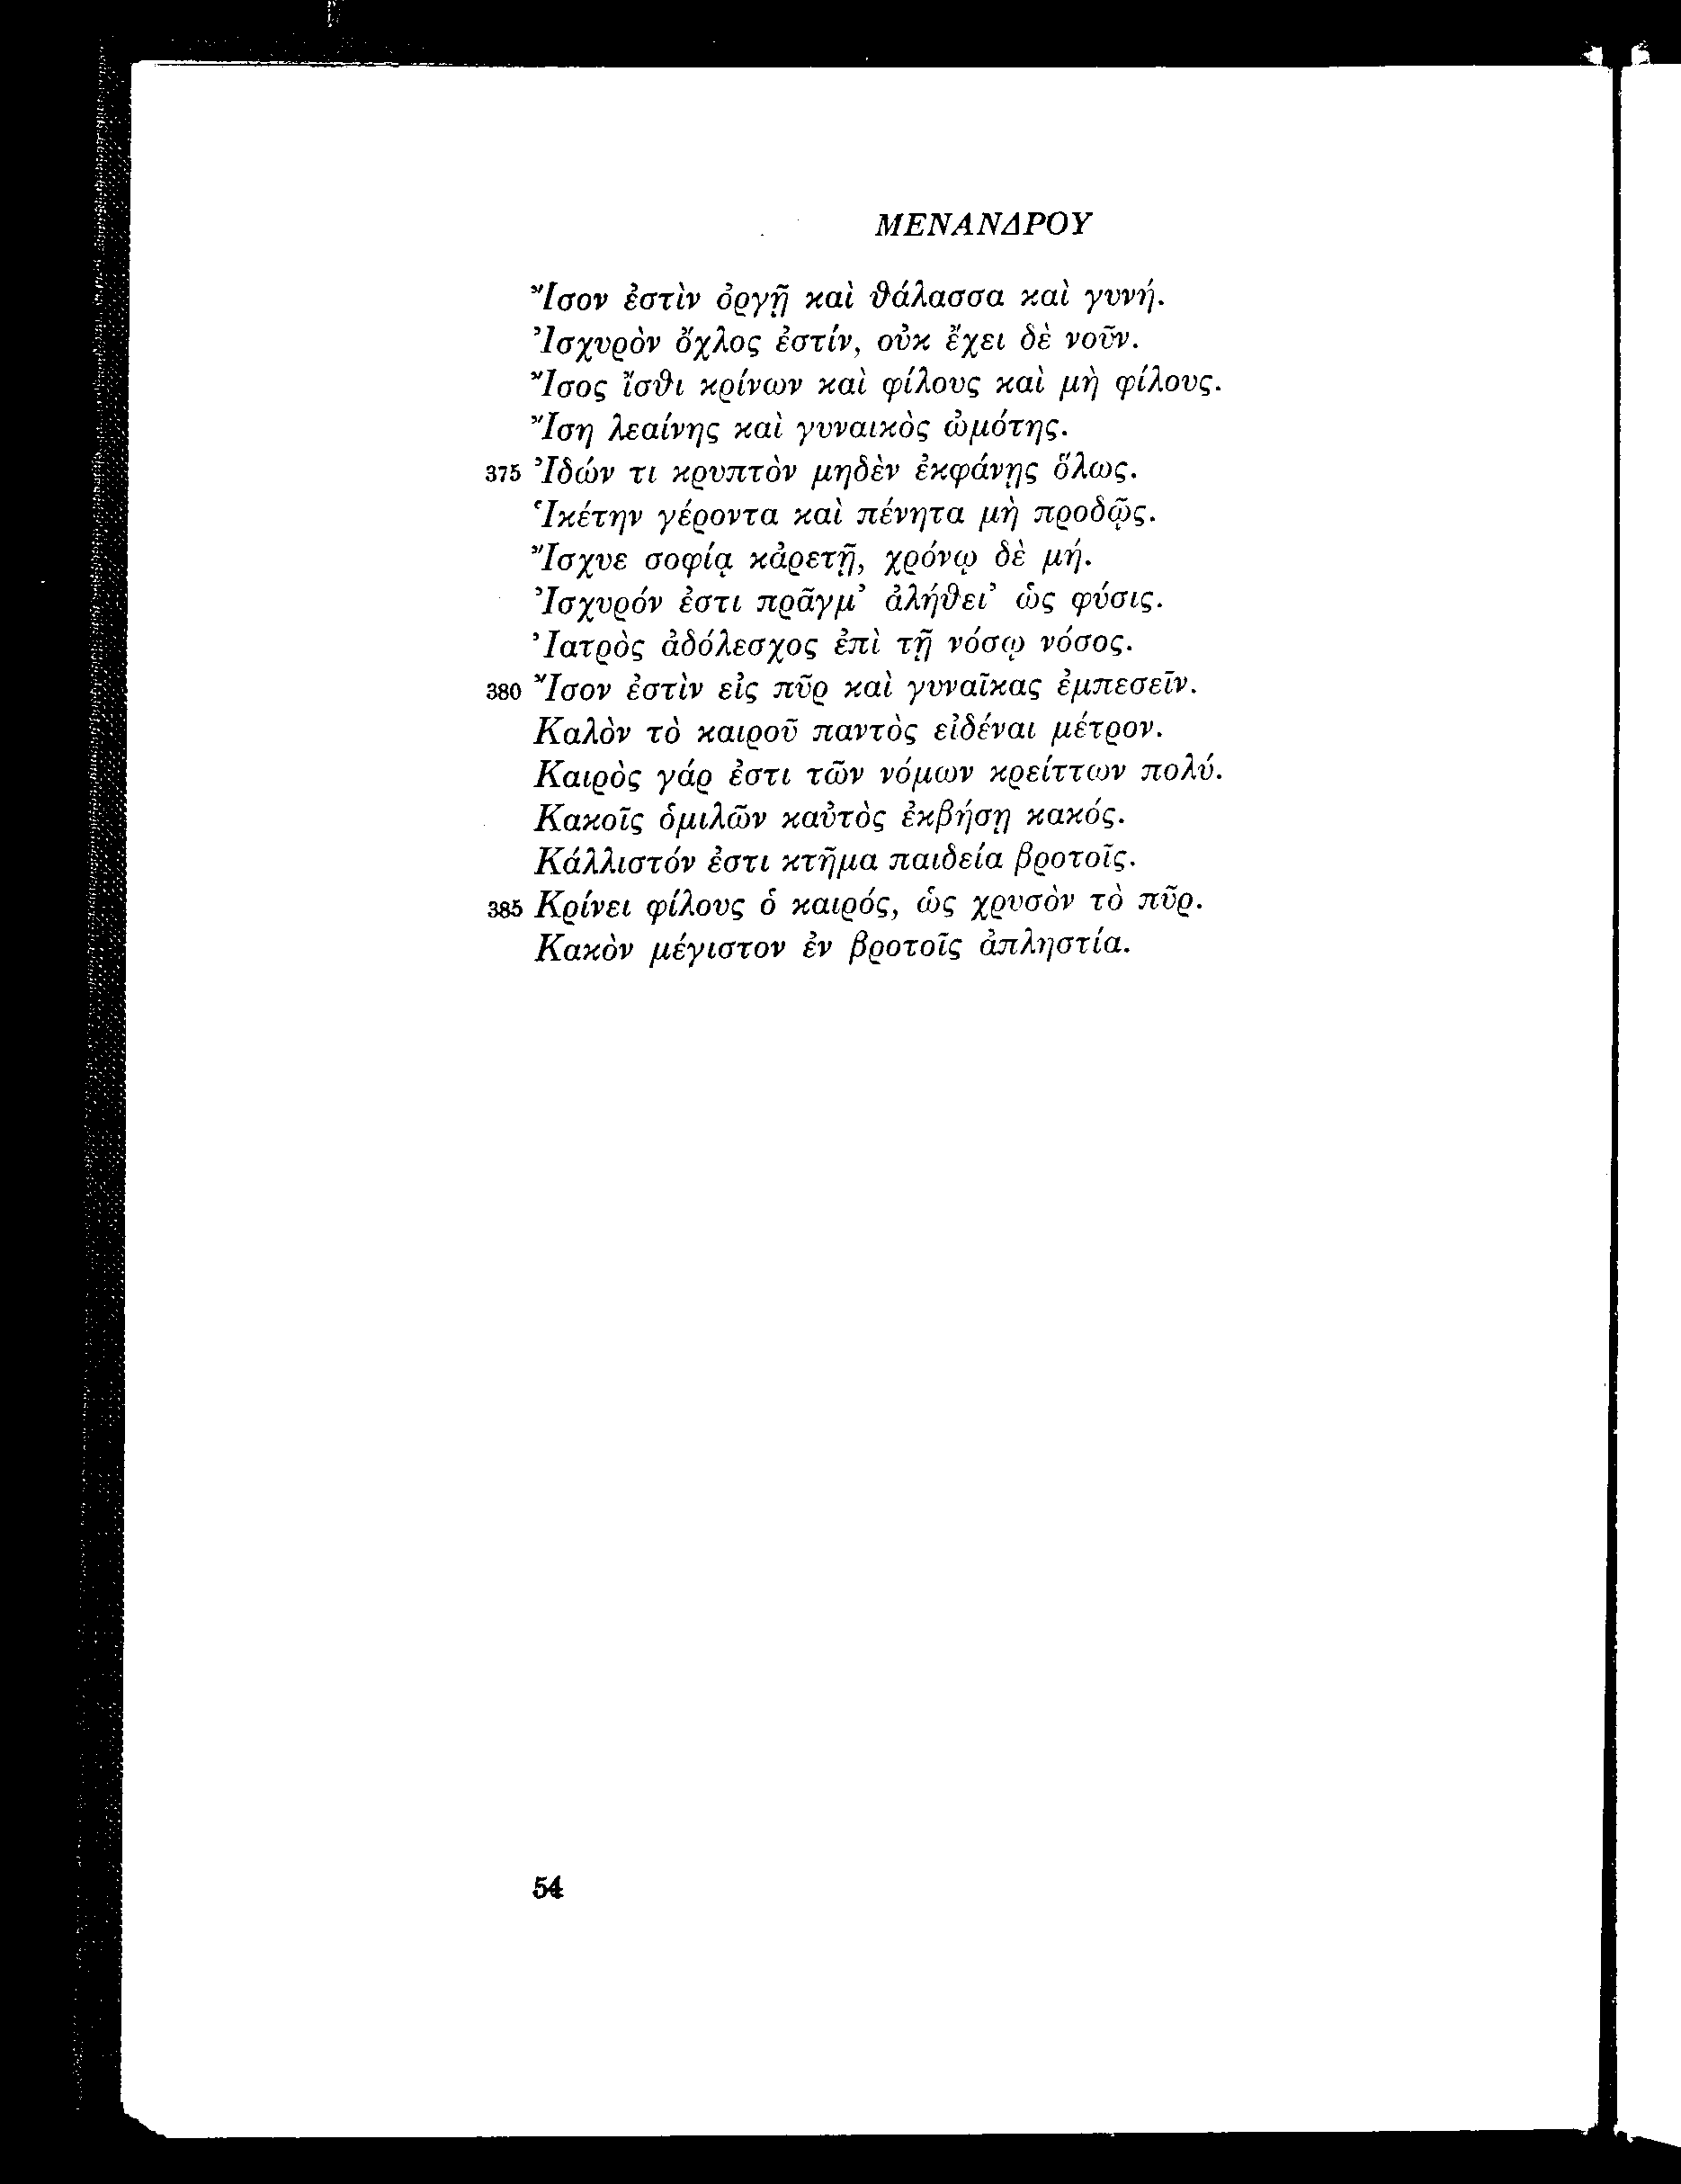 ΜΕΝΑΝΔΡΟΥ
Ἴσον ἐστὶν ὀργῇ καὶ θάλασσα καὶ γυνή.
Ἰσχυρὸν ὄχλος ἐστίν, οὐκ ἔχει δὲ νοῦν.
Ἴσος ἴσθι κρίνων καὶ φίλους καὶ μὴ φίλους.
Ἴση λεαίνης καὶ γυναικὸς ὠμότης.
375 Ἰδών τι κρυπτὸν μηδὲν ἐκφάνῃς ὅλως.
Ἱκέτην γέροντα καὶ πένητα μὴ προδῷς.
Ἴσχυε σοφίᾳ κἀρετῇ, χρόνῳ δὲ μή.
Ἰσχυρόν ἐστι πρᾶγμ’ ἀλήθει’ ὡς φύσις.
Ἰατρὸς ἀδόλεσχος ἐπὶ τῇ νόσῳ νόσος.
380 Ἴσον ἐστὶν εἰς πῦρ καὶ γυναῖκας ἐμπεσεῖν.
Καλὸν τὸ καιροῦ παντὸς εἰδέναι μέτρον.
Καιρὸς γάρ ἐστι τῶν νόμων κρείττων πολύ.
Κακοῖς ὁμιλῶν καὐτὸς ἐκβήσῃ κακός.
Κάλλιστόν ἐστι κτῆμα παιδεία βροτοῖς.
385 Κρίνει φίλους ὁ καιρός, ὡς χρυσὸν τὸ πῦρ.
Κακὸν μέγιστον ἐν βροτοῖς ἀπληστία.
54